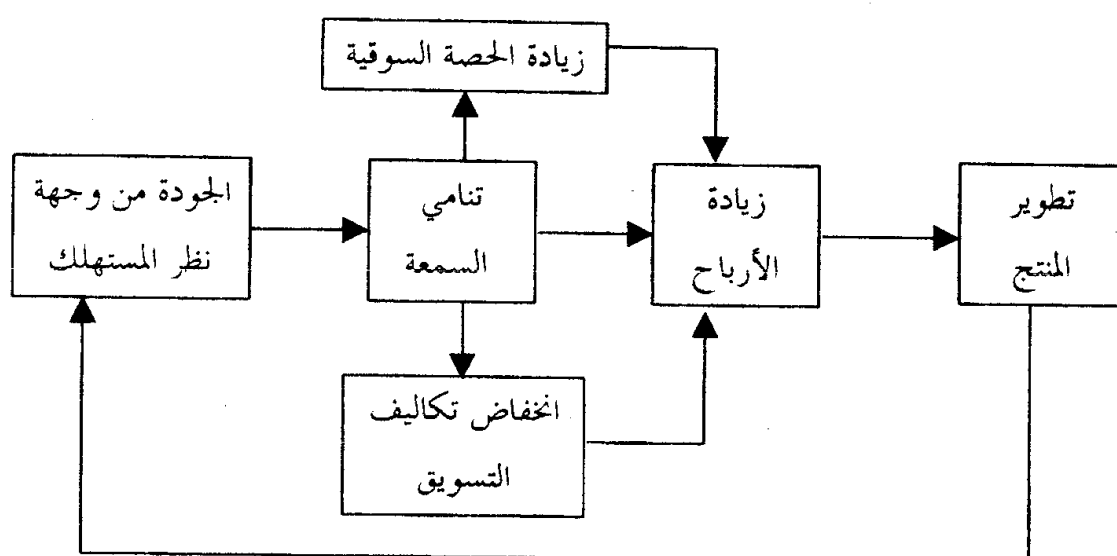 زيادة الحصة السوقية
الجودة من وجهة
نظر المستهلك
تنامي
السمعة
زيادة
الأرباح
تطوير
المنتج
انخفاض تكاليف
التسويق